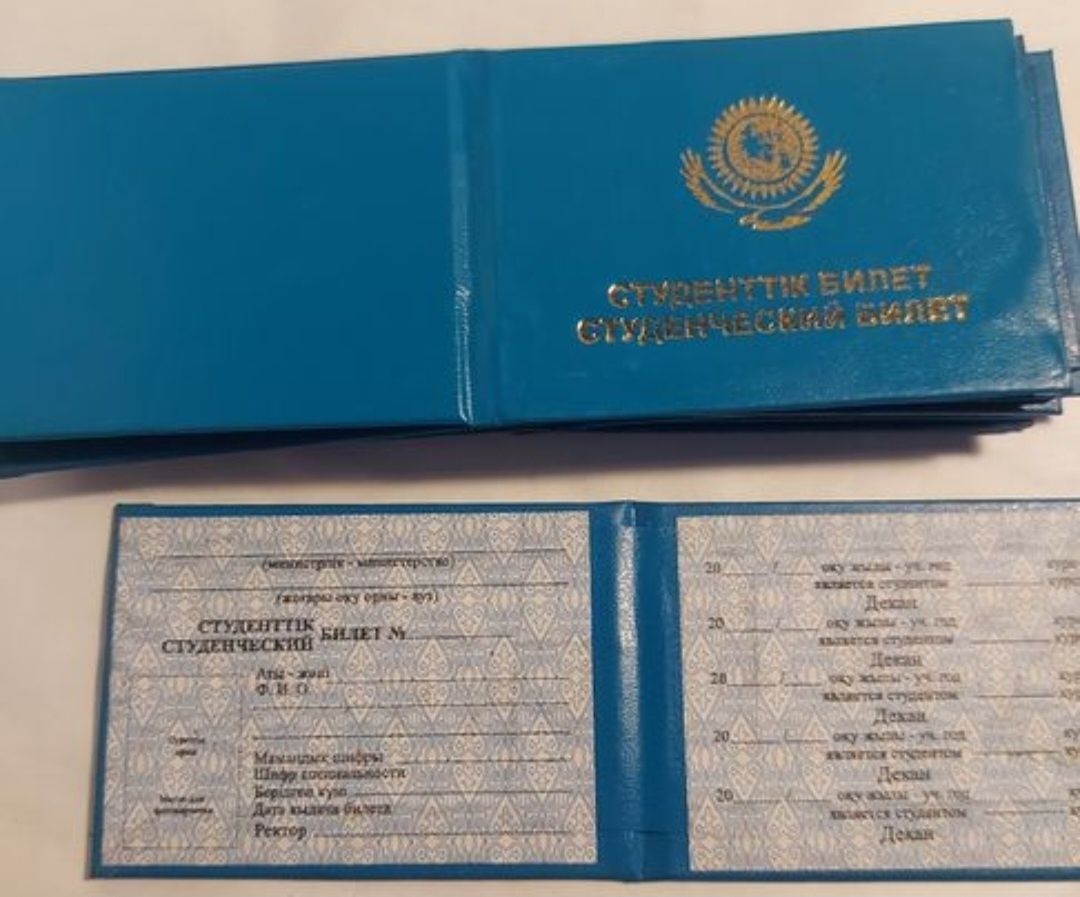 СТУДЕНТТІК БИЛЕТ
СТУДЕНЧЕСКИЙ БИЛЕТ
(министрлік - министерство)
(жоғары оқу орны - вуз)
СТУДЕНТТІК
СТУДЕНЧЕСКИЙ БИЛЕТ №
Аты - жөні
Ф. И. О.
Мамандық шифры
Шифр специальности
Берілген күні
Дата выдачи билета
Ректор
Место для
20 / оқу жылы - уч. год
является студентом
Декан
20 / оқу жылы - уч. год
является студентом
Декан
20 / оқу жылы - уч. год
является студентом
Декан
20 / оқу жылы - уч. год
является студентом
Декан
20 / оқу жылы - уч. год
является студентом
Декан